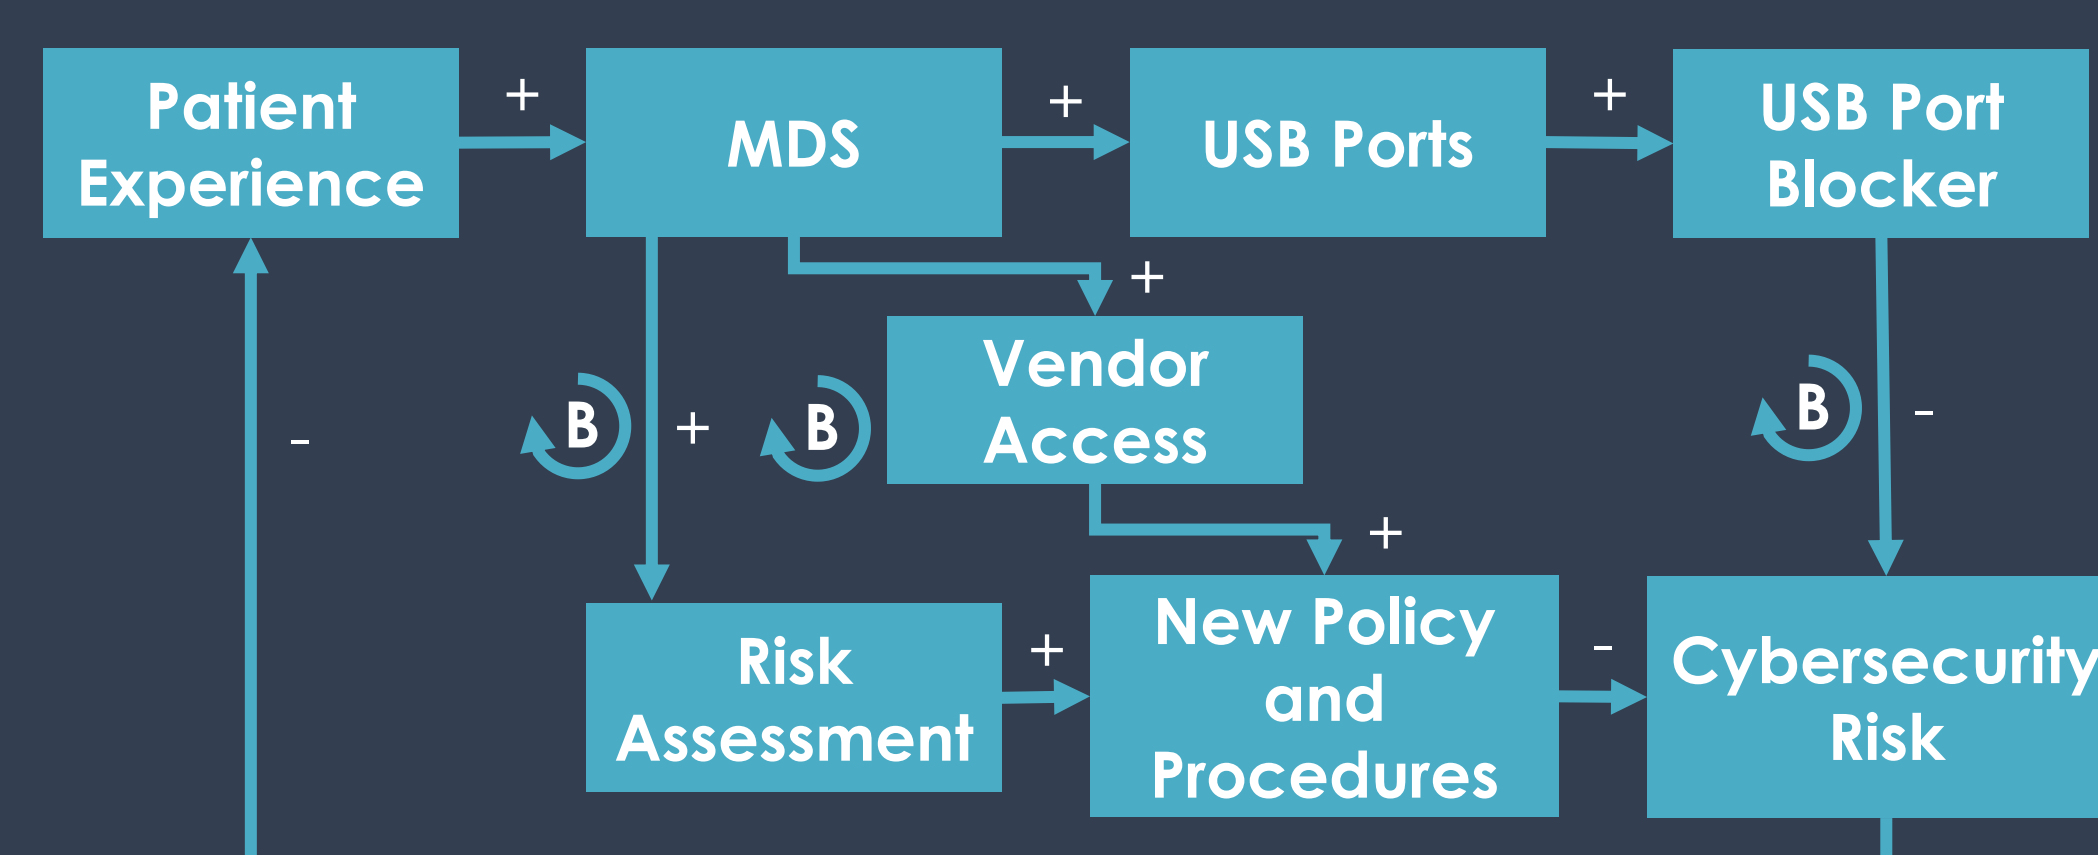 Patient
Experience
+
MDS
+
USB Ports
+
USB Port
Blocker
+
Vendor
Access
-
B
+
B
B
-
+
Risk
Assessment
+
New Policy
and
Procedures
-
Cybersecurity
Risk